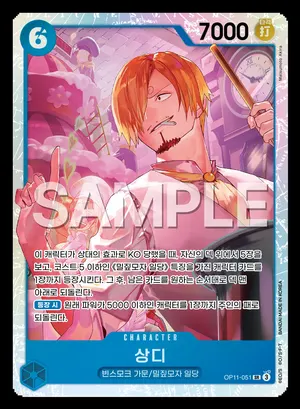 6
7000
打
SAMPLE
이 캐릭터가 상대의 효과로 KO 당했을 때, 자신의 덱 위에서 5장을
보고, 코스트 5 이하인 《밀짚모자 일당》 특징을 가진 캐릭터 카드를
1장까지 등장시킨다. 그 후, 남은 카드를 원하는 순서대로 덱 맨
아래로 되돌린다.
등장 시 원래 파워가 5000 이하인 캐릭터를 1장까지 주인의 패로
되돌린다.
CHARACTER
상디
빈스모크 가문/밀짚모자 일당
OP11-051 SR 3